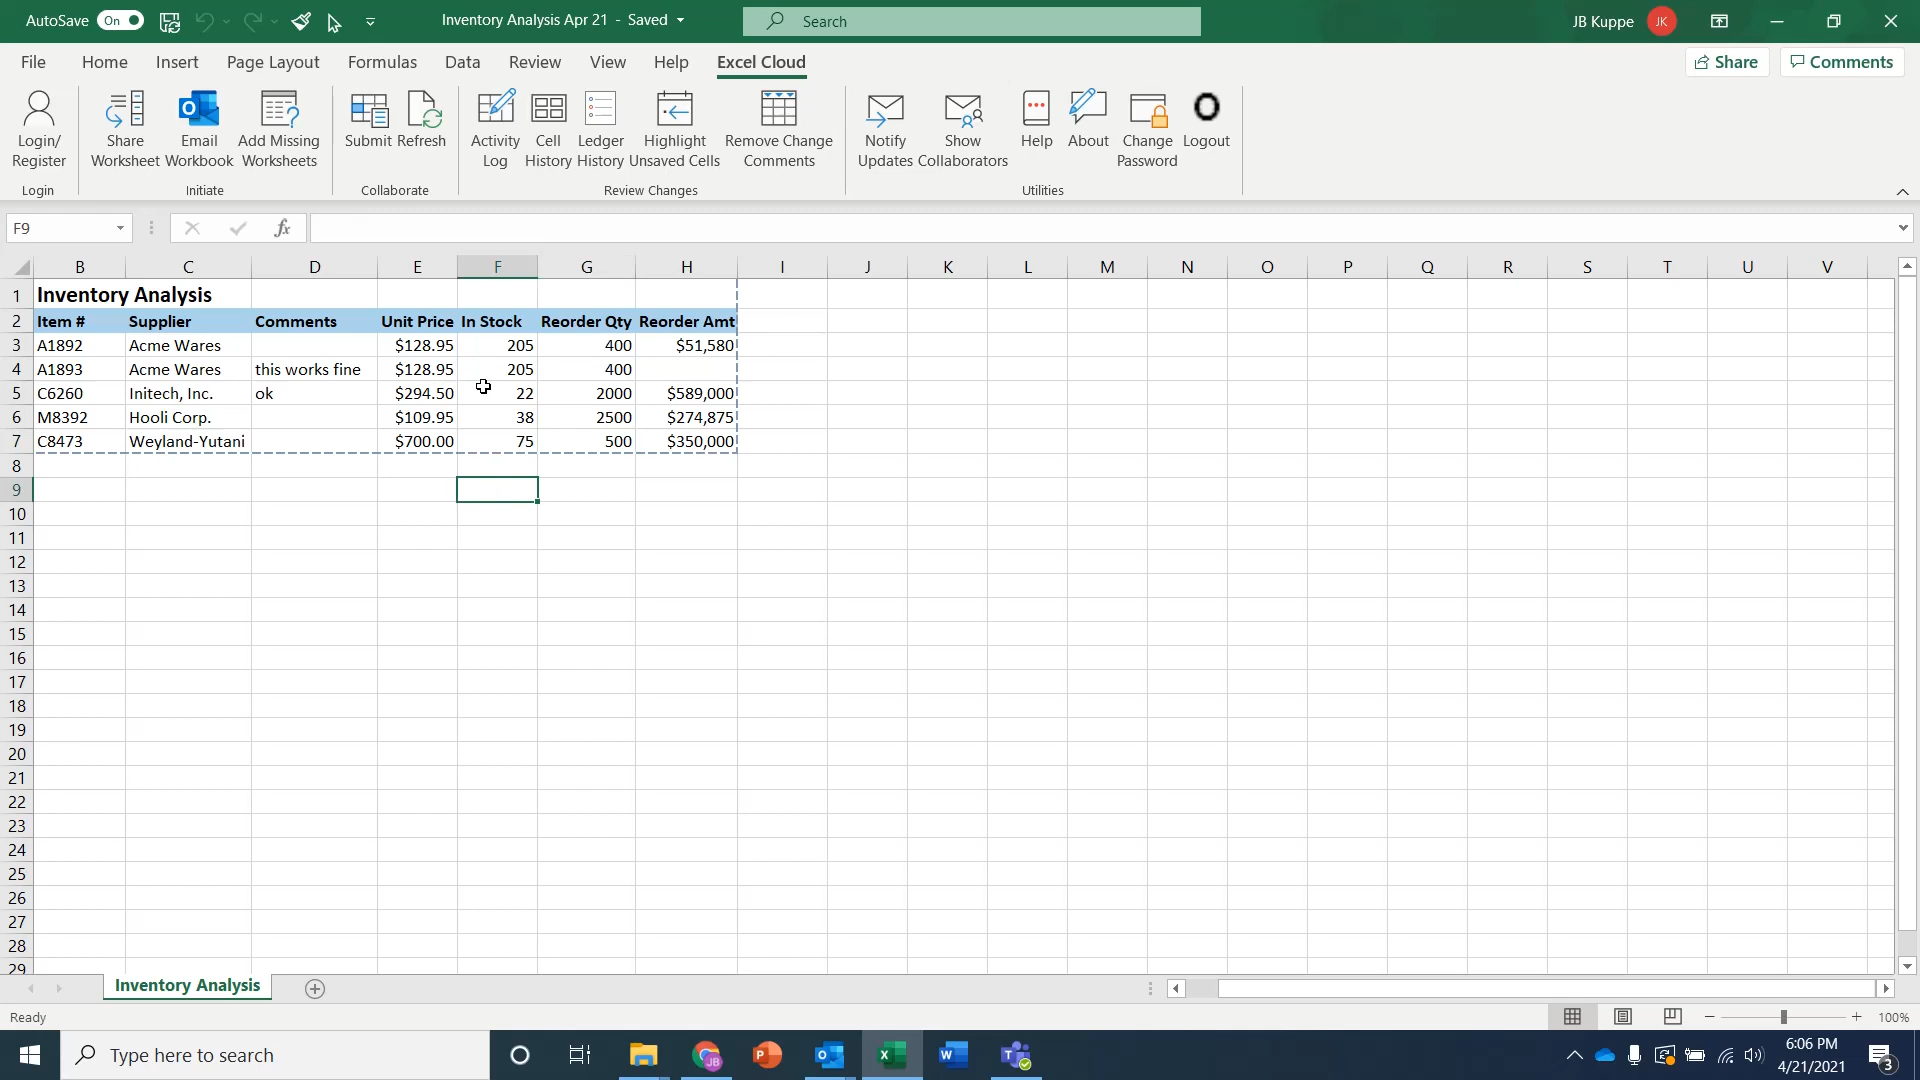 AutoSave On Inventory Analysis Apr 21 - Saved Search JB Kuppe JK
File Home Insert Page Layout Formulas Data Review View Help Excel Cloud Share Comments
Login/ Share Email Add Missing Submit Refresh Activity Cell Ledger Highlight Remove Change Notify Show Help About Change Logout
Register Worksheet Workbook Worksheets Log History History Unsaved Cells Comments Updates Collaborators Password
Login Initiate Collaborate Review Changes Utilities
F9 fx
B C D E F G H I J K L M N O P Q R S T U V
1 Inventory Analysis
2 Item # Supplier Comments Unit Price In Stock Reorder Qty Reorder Amt
3 A1892 Acme Wares $128.95 205 400 $51,580
4 A1893 Acme Wares this works fine $128.95 205 400
5 C6260 Initech, Inc. ok $294.50 22 2000 $589,000
6 M8392 Hooli Corp. $109.95 38 2500 $274,875
7 C8473 Weyland-Yutani $700.00 75 500 $350,000
8
9
10
11
12
13
14
15
16
17
18
19
20
21
22
23
24
25
26
27
28
29
Inventory Analysis
Ready 100%
Type here to search 6:06 PM
4/21/2021 3